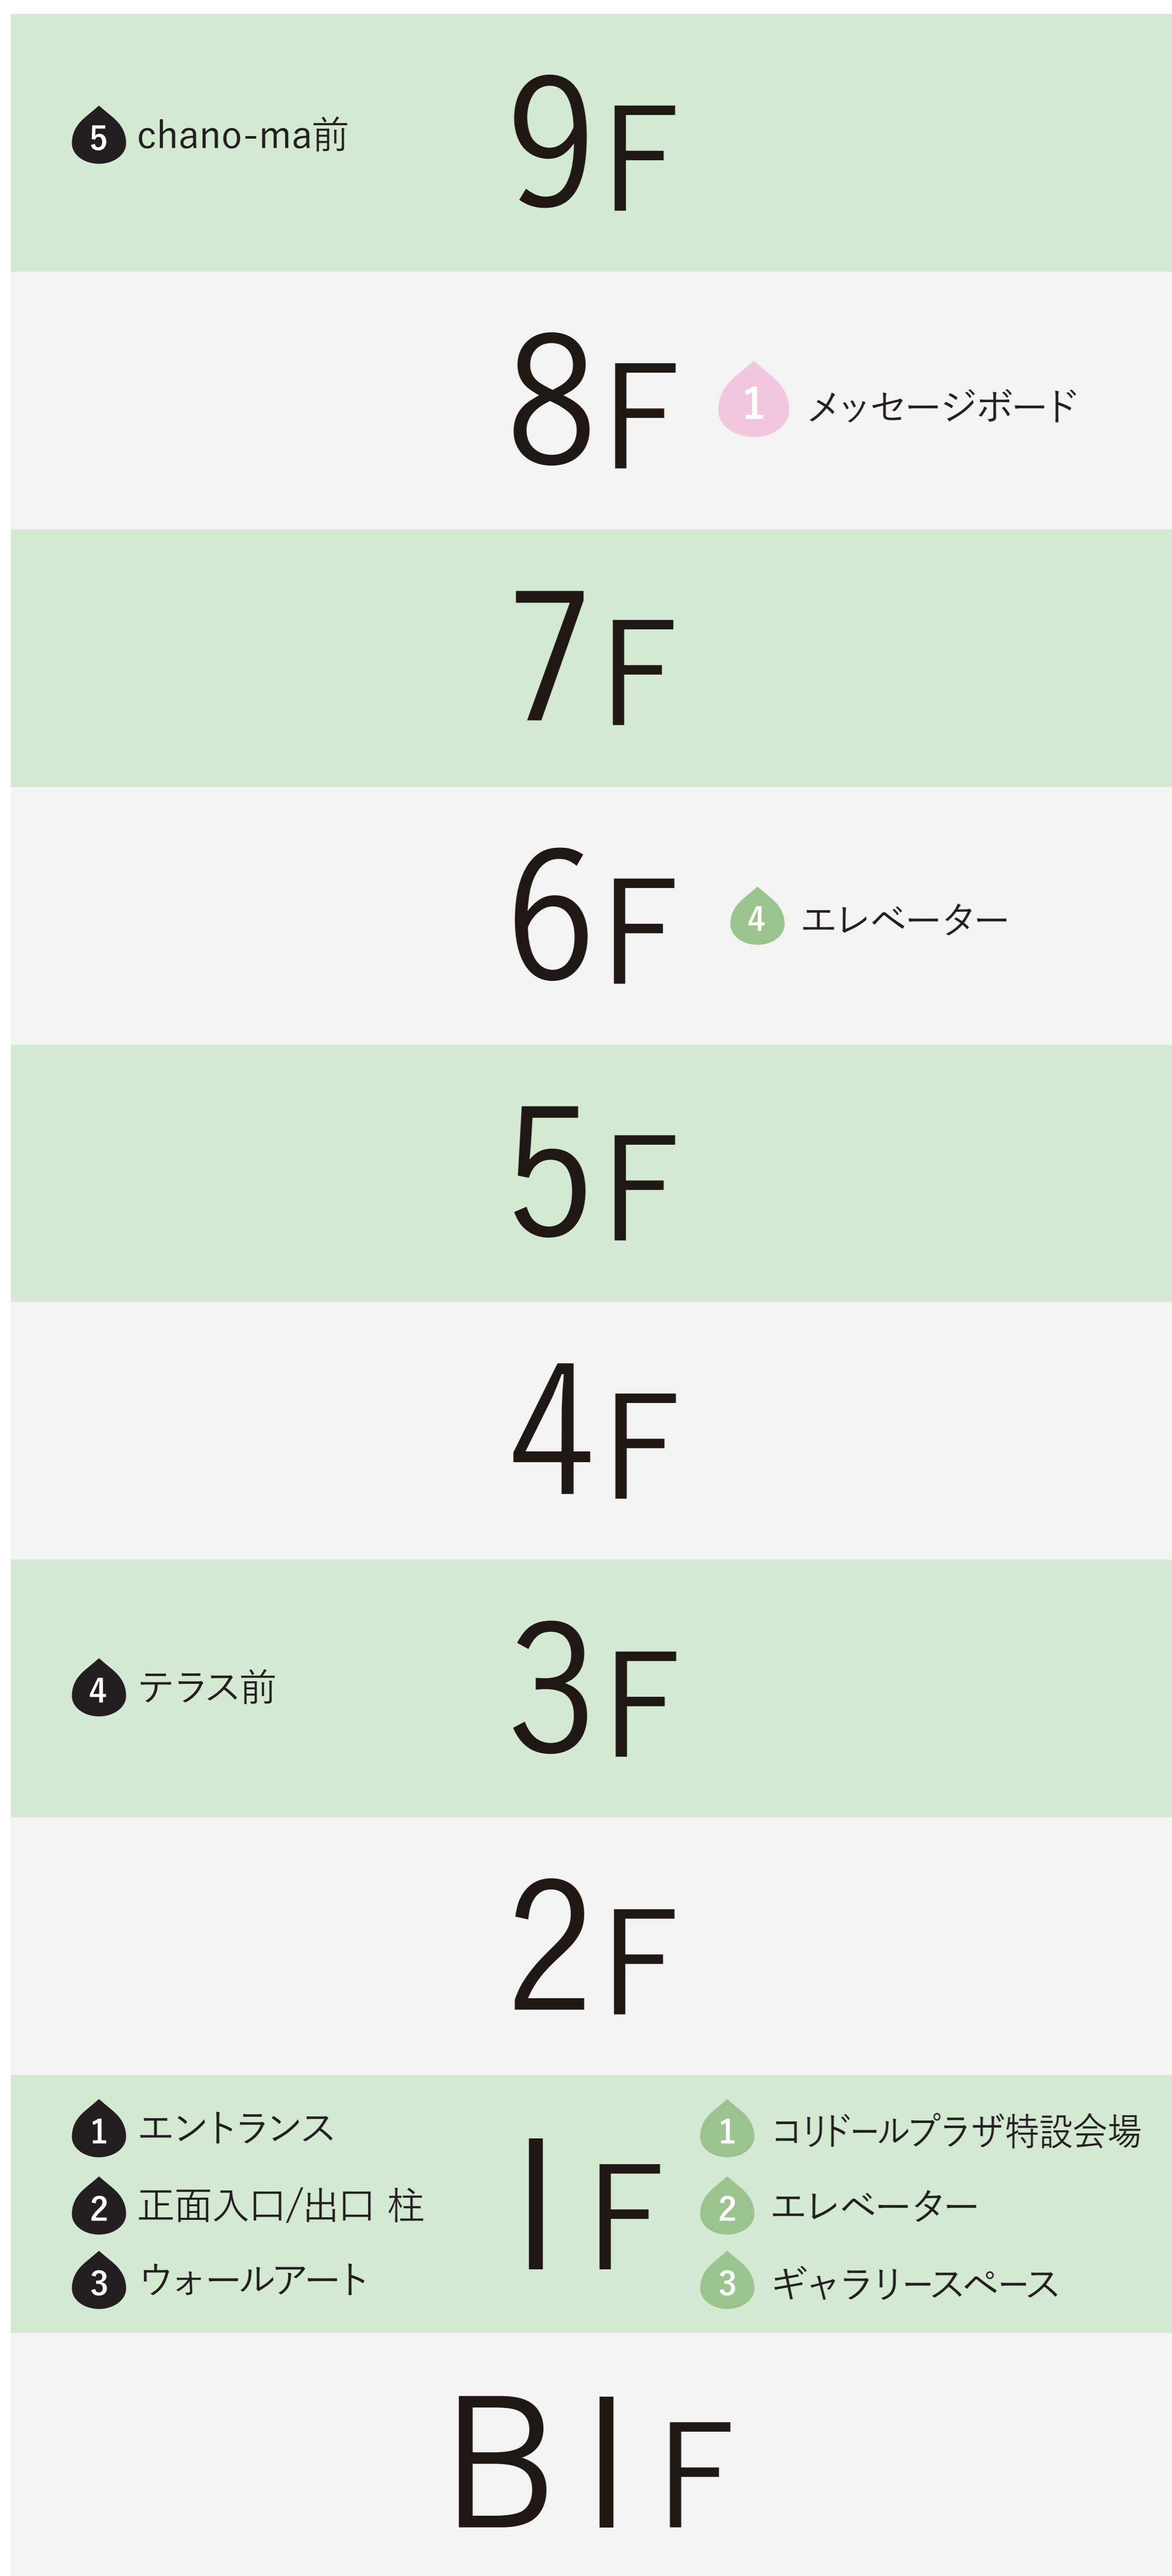 5 chano-ma前
9F
8F
1 メッセージボード
7F
6F
4 エレベーター
5F
4F
4 テラス前
3F
2F
1 エントランス
2 正面入口/出口 柱
3 ウォールアート
1F
1 コリドールプラザ特設会場
2 エレベーター
3 ギャラリースペース
B1F